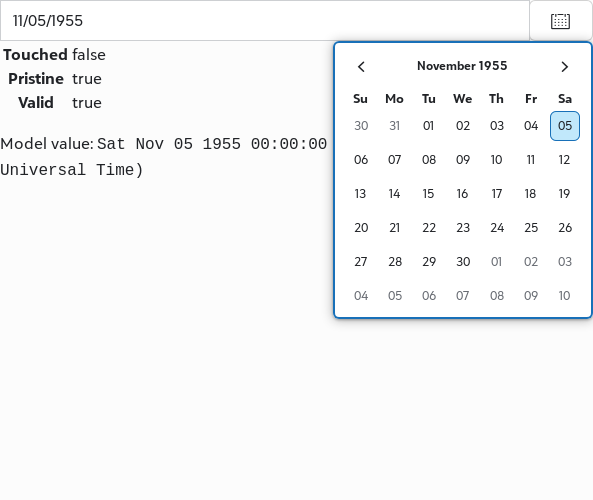 11/05/1955
Touched false
Pristine true
Valid true
Model value: Sat Nov 05 1955 00:00:00
Universal Time)
November 1955
Su Mo Tu We Th Fr Sa
30 31 01 02 03 04 05
06 07 08 09 10 11 12
13 14 15 16 17 18 19
20 21 22 23 24 25 26
27 28 29 30 01 02 03
04 05 06 07 08 09 10